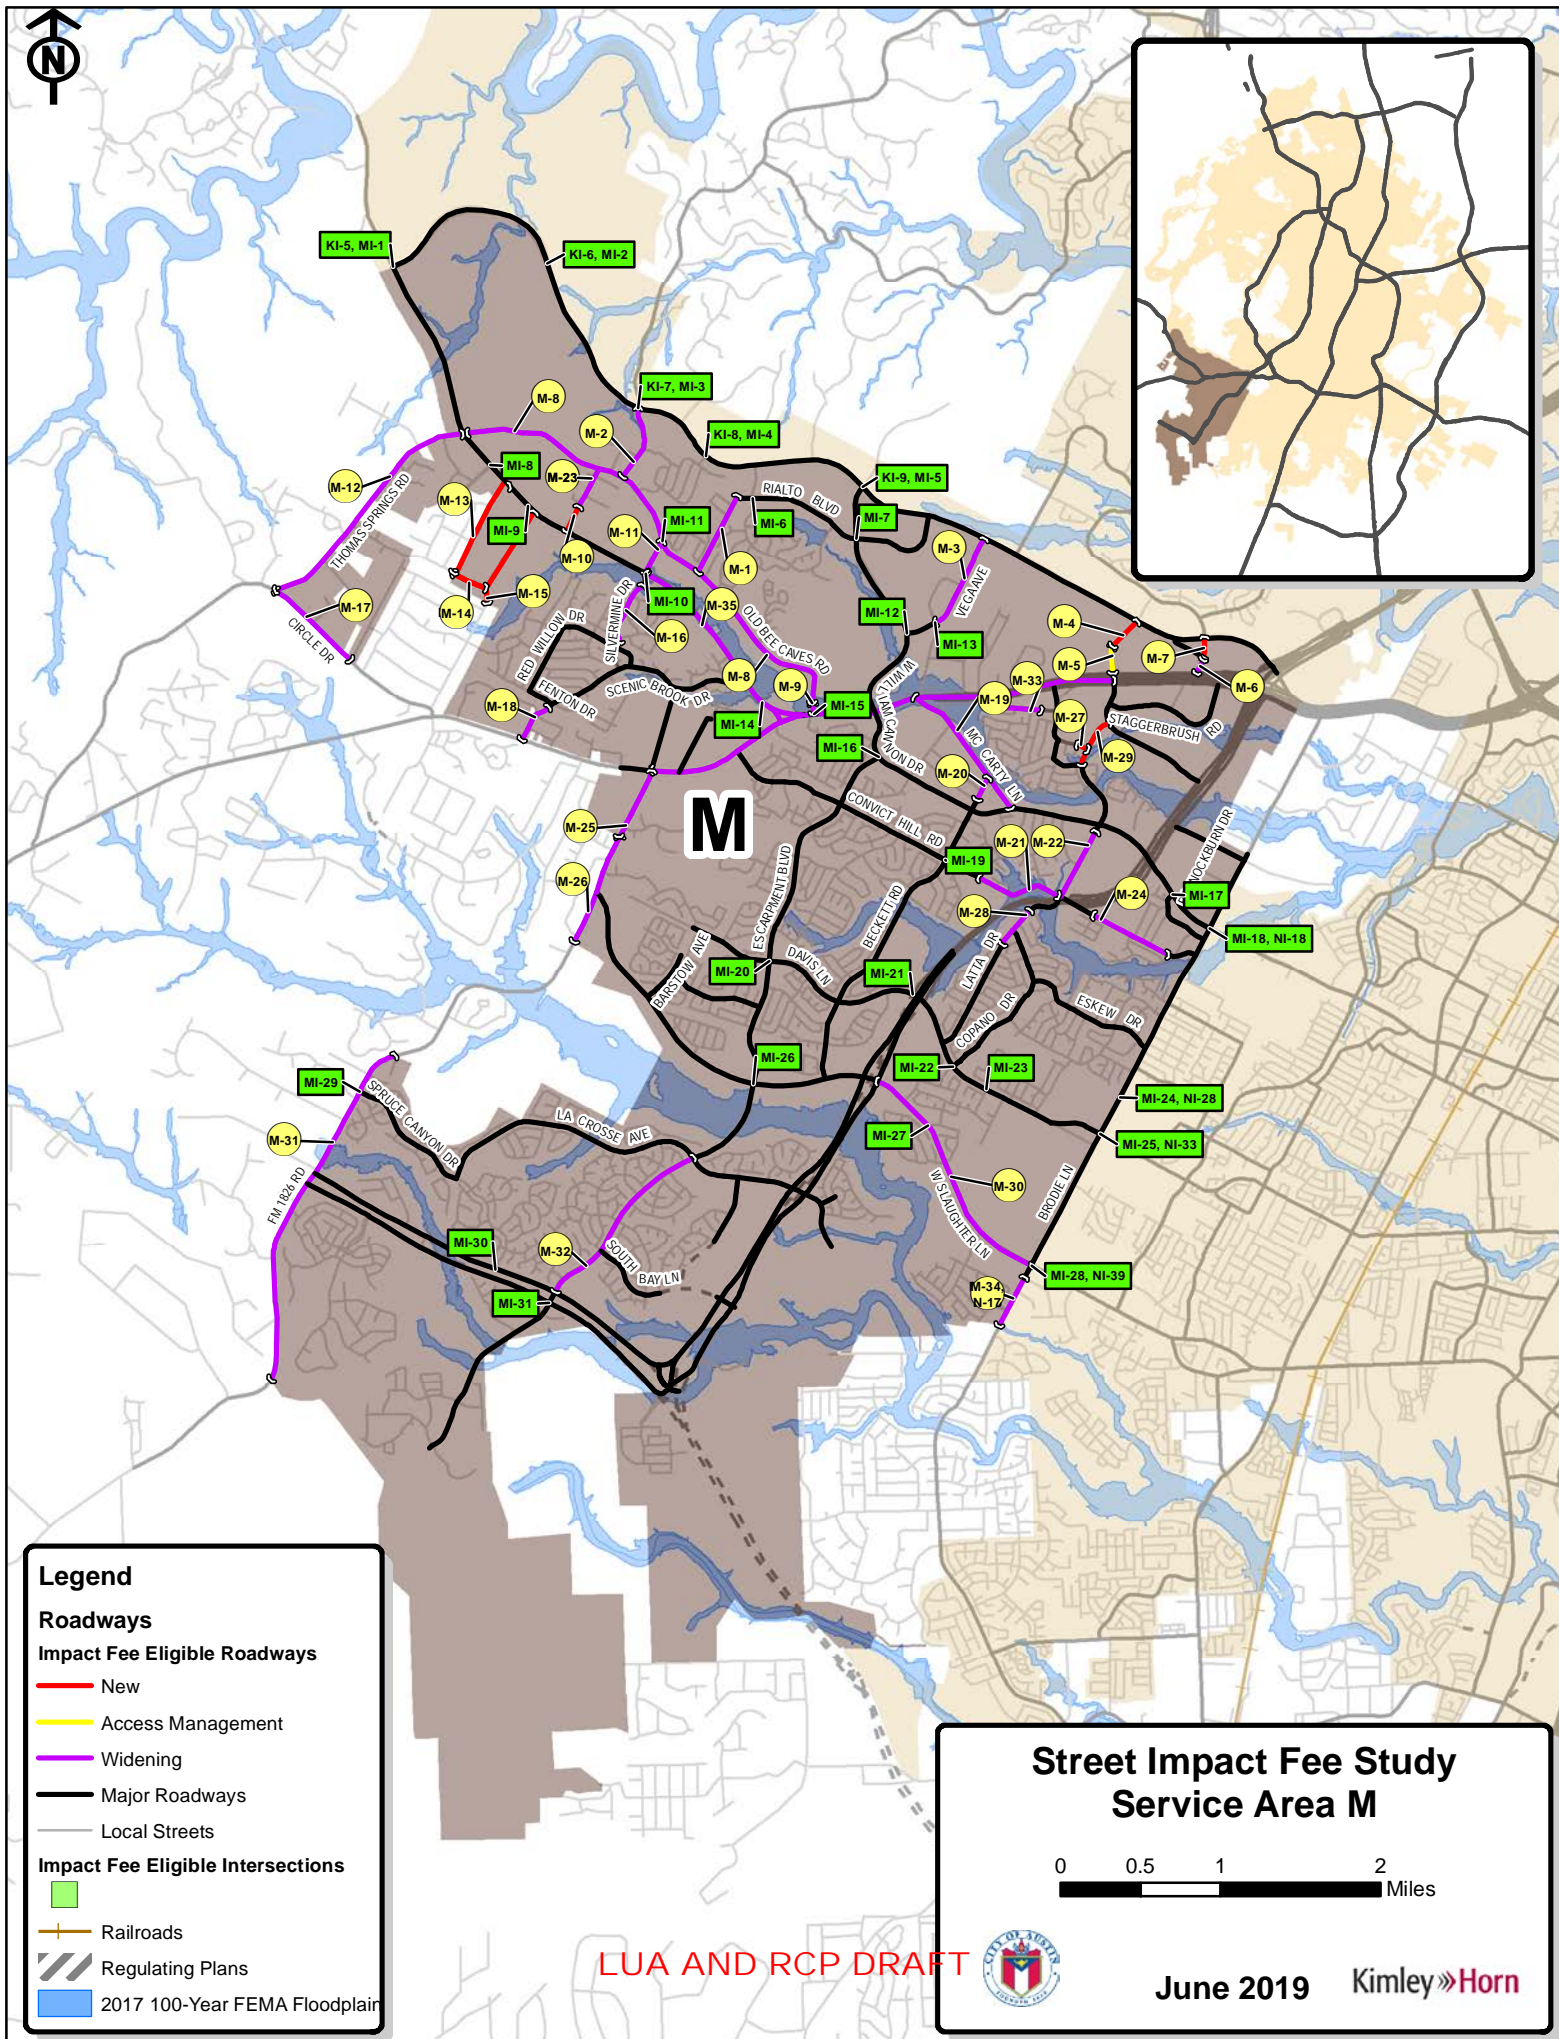 N
KI-5, MI-1
KI-6, MI-2
KI-7, MI-3
M-8
M-2
KI-8, MI-4
M-12
MI-8
M-23
KI-9, MI-5
THOMAS SPRINGS RD
M-13
RIALTO BLVD
MI-9
M-11
MI-11
MI-6
MI-7
M-10
M-1
M-3
VEGA AVE
M-17
M-14
M-15
MI-10
M-35
MI-12
CIRCLE DR
RED WILLOW DR
SILVERMINE DR
M-16
OLD BEE CAVES RD
MI-13
M-4
M-5
M-7
M-6
M-8
M-9
M-33
M-19
FENTON DR
SCENIC BROOK DR
M-18
MI-14
MI-15
W WILLIAM CANNON DR
M-27
STAGGERBRUSH RD
M-29
MI-16
MC CARTY LN
M-20
M
M-25
CONVICT HILL RD
M-21
M-22
NOCKBURN DR
MI-19
M-26
ESCARPMENT BLVD
BECKETT RD
M-28
M-24
MI-17
MI-18, NI-18
BARSTOW AVE
MI-20
DAVIS LN
MI-21
LATTA DR
COPANO DR
ESKEW DR
MI-26
MI-22
MI-23
MI-29
SPRUCE CANYON DR
MI-24, NI-28
LA CROSSE AVE
M-31
MI-27
MI-25, NI-33
FM 1826 RD
M-30
BRODIE LN
W SLAUGHTER LN
MI-30
M-32
SOUTH BAY LN
MI-28, NI-39
MI-31
M-34,
N-17
Legend
Roadways
Impact Fee Eligible Roadways
New
Access Management
Widening
Major Roadways
Local Streets
Impact Fee Eligible Intersections
Railroads
Regulating Plans
2017 100-Year FEMA Floodplain
Street Impact Fee Study
Service Area M
0 0.5 1 2
Miles
LUA AND RCP DRAFT
CITY OF AUSTIN
FOUNDED 1839
June 2019
Kimley»Horn